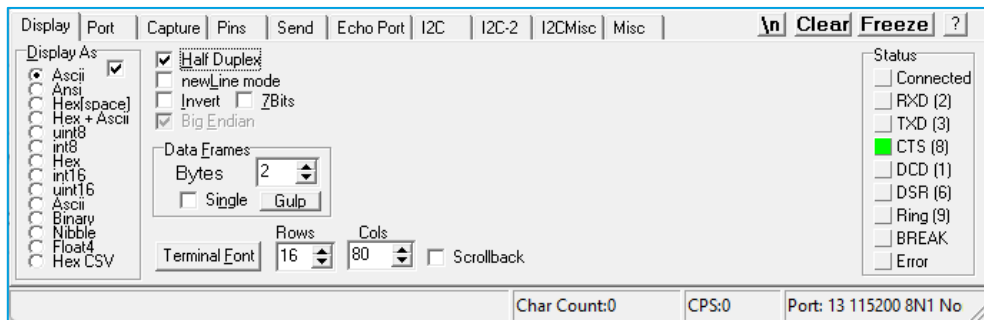 Display Port Capture Pins Send Echo Port I2C I2C-2 I2CMisc Misc \n Clear Freeze ?
Display As
Ascii
Ansi
Hex[space]
Hex + Ascii
uint8
int8
Hex
int16
uint16
Ascii
Binary
Nibble
Float4
Hex CSV
Half Duplex
newLine mode
Invert 7Bits
Big Endian
Data Frames
Bytes 2
Single Gulp
Rows Cols
Terminal Font 16 80 Scrollback
Status
Connected
RXD (2)
TXD (3)
CTS (8)
DCD (1)
DSR (6)
Ring (9)
BREAK
Error
Char Count:0 CPS:0 Port: 13 115200 8N1 No